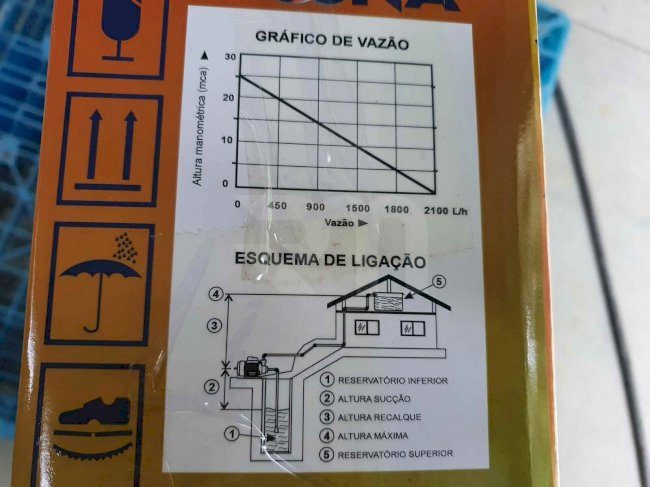 GRÁFICO DE VAZÃO
Altura manométrica (mca)
30
20
10
0
0 450 900 1500 1800 2100 L/h
Vazão
ESQUEMA DE LIGAÇÃO
4
5
3
2
1
1 RESERVATÓRIO INFERIOR
2 ALTURA SUCÇÃO
3 ALTURA RECALQUE
4 ALTURA MÁXIMA
5 RESERVATÓRIO SUPERIOR